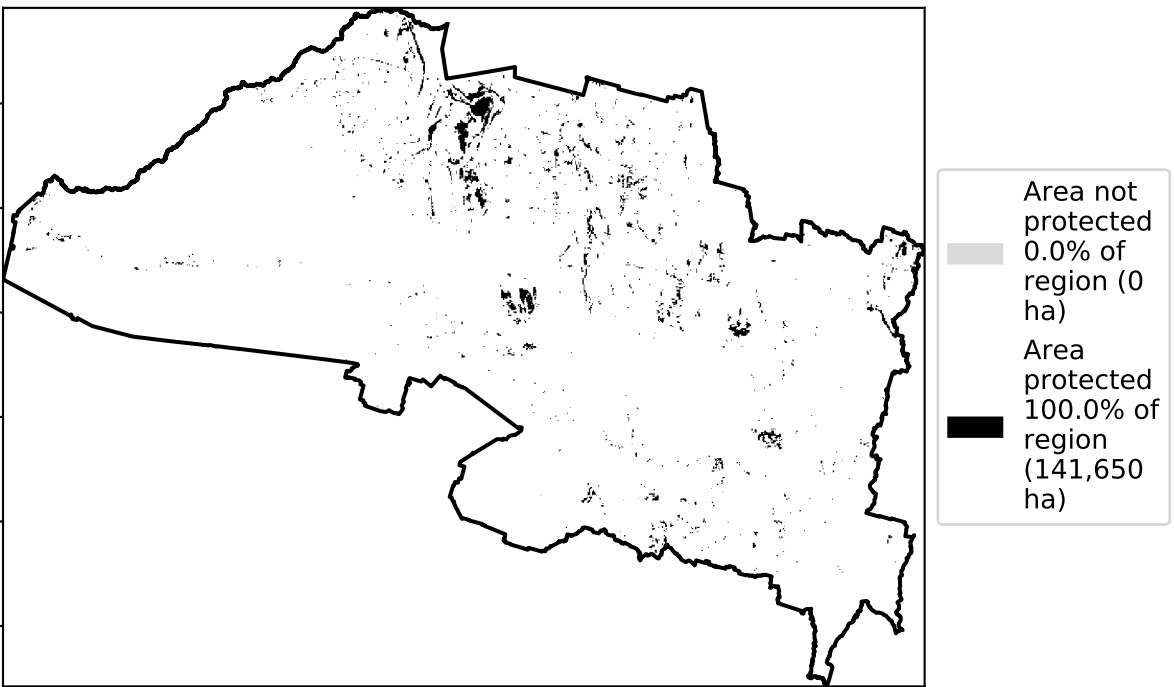 Area not
protected
0.0% of
region (0
ha)
Area
protected
100.0% of
region
(141,650
ha)